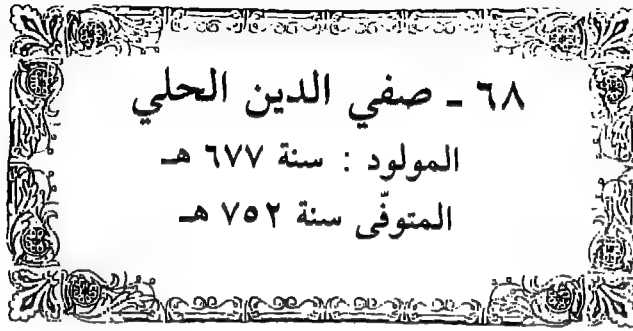 ٦٨ ـ صفي الدين الحلي
المولود : سنة ٦٧٧ هـ
المتوفّى سنة ٧٥٢ هـ